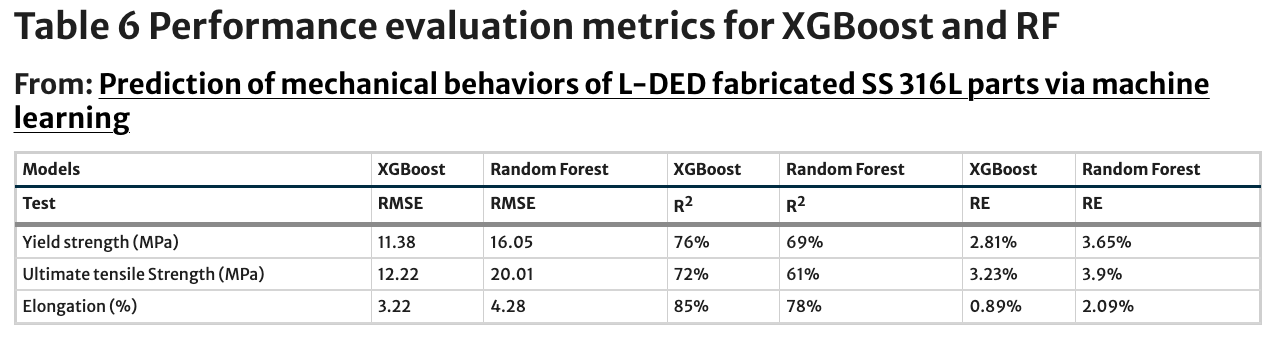 Table 6 Performance evaluation metrics for XGBoost and RF
From: Prediction of mechanical behaviors of L-DED fabricated SS 316L parts via machine
learning
Models XGBoost Random Forest XGBoost Random Forest XGBoost Random Forest
Test RMSE RMSE R² R² RE RE
Yield strength (MPa) 11.38 16.05 76% 69% 2.81% 3.65%
Ultimate tensile Strength (MPa) 12.22 20.01 72% 61% 3.23% 3.9%
Elongation (%) 3.22 4.28 85% 78% 0.89% 2.09%